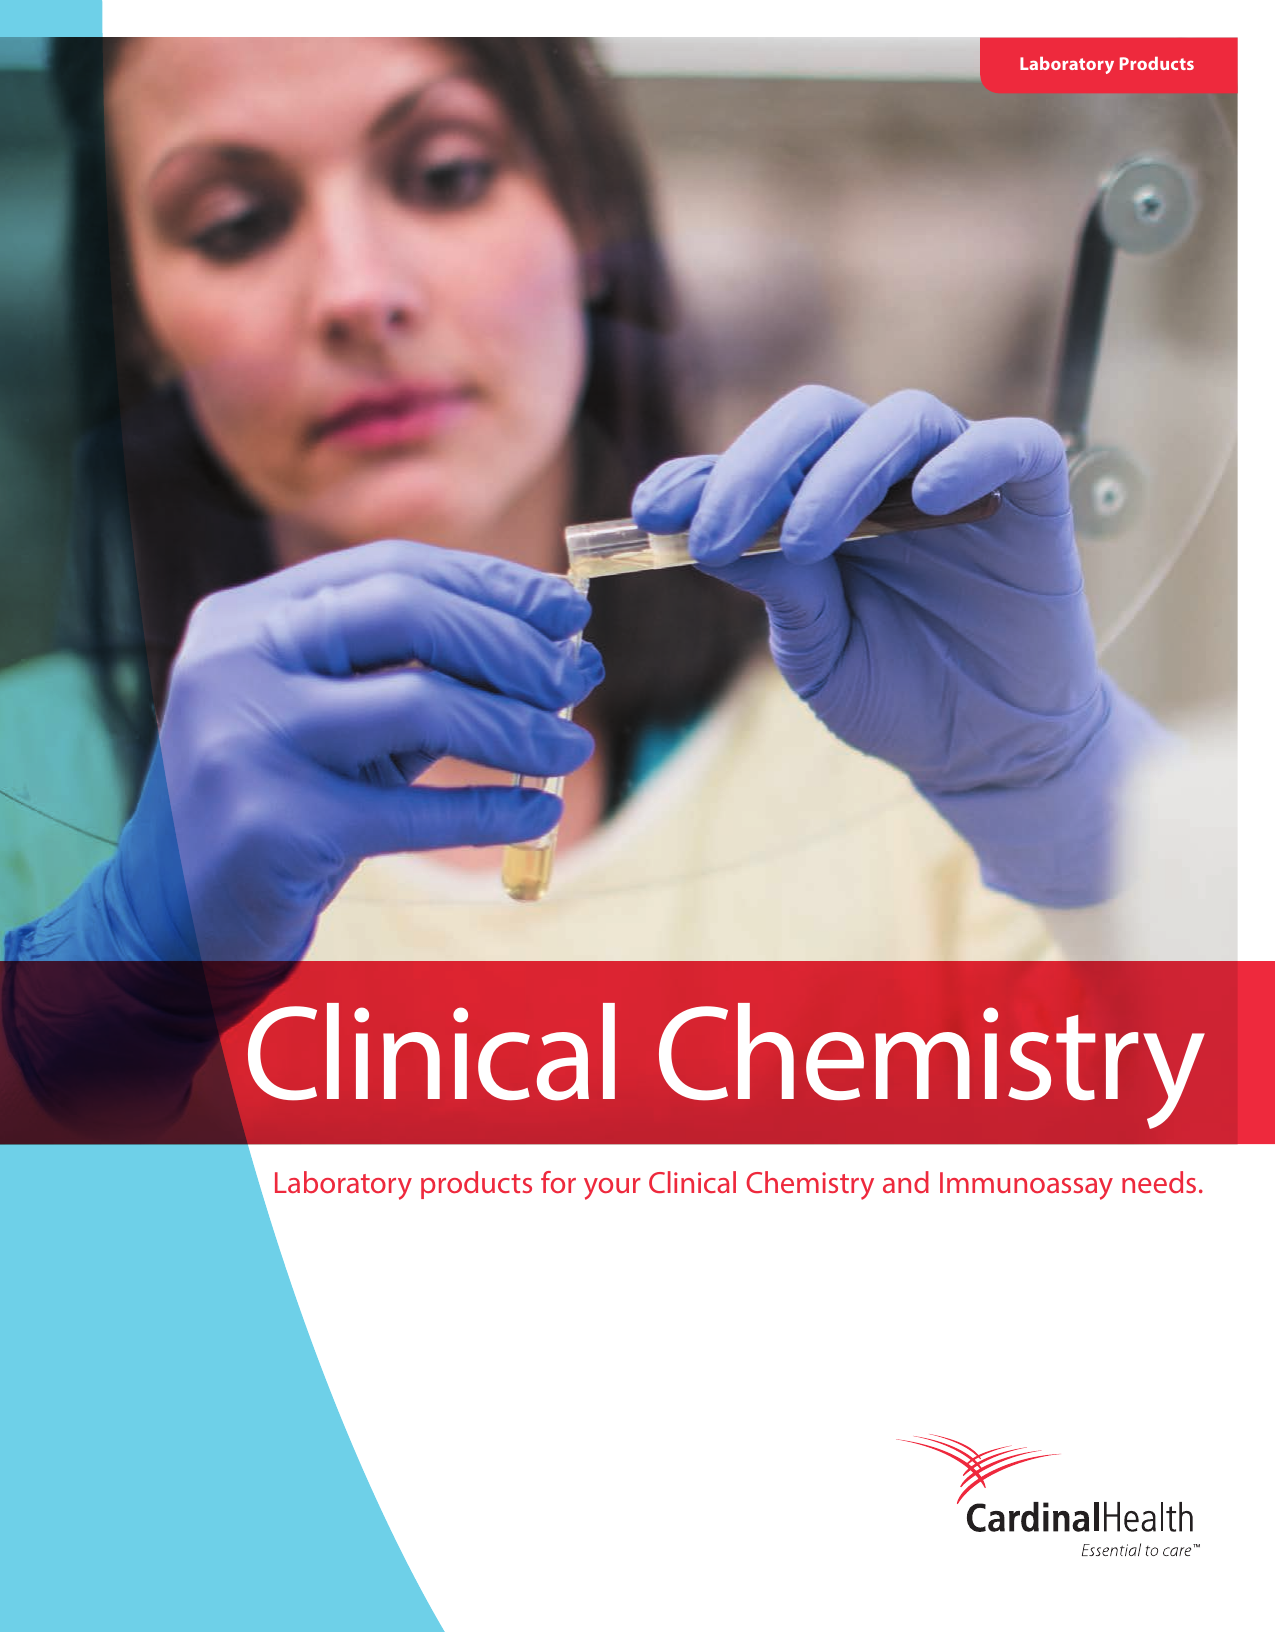 Laboratory Products
Clinical Chemistry
Laboratory products for your Clinical Chemistry and Immunoassay needs.
CardinalHealth
Essential to care™